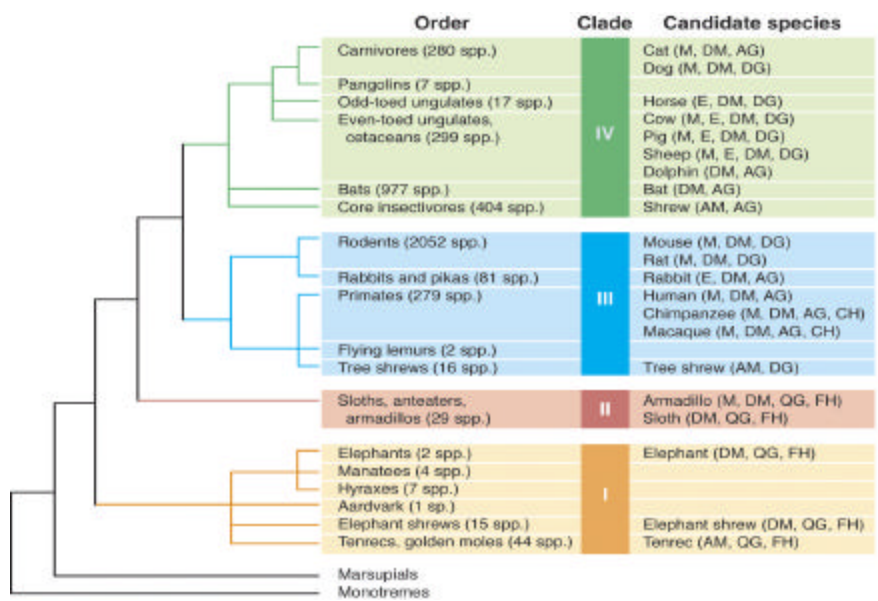 Order Clade Candidate species
Carnivores (280 spp.) Cat (M, DM, AG)
Dog (M, DM, DG)
Pangolins (7 spp.)
Odd-toed ungulates (17 spp.) Horse (E, DM, DG)
Even-toed ungulates, Cow (M, E, DM, DG)
cetaceans (299 spp.) IV Pig (M, E, DM, DG)
Sheep (M, E, DM, DG)
Dolphin (DM, AG)
Bats (977 spp.) Bat (DM, AG)
Core insectivores (404 spp.) Shrew (AM, AG)
Rodents (2052 spp.) Mouse (M, DM, DG)
Rat (M, DM, DG)
Rabbits and pikas (81 spp.) Rabbit (E, DM, AG)
Primates (279 spp.) III Human (M, DM, AG)
Chimpanzee (M, DM, AG, CH)
Macaque (M, DM, AG, CH)
Flying lemurs (2 spp.)
Tree shrews (16 spp.) Tree shrew (AM, DG)
Sloths, anteaters, II Armadillo (M, DM, QG, FH)
armadillos (29 spp.) Sloth (DM, QG, FH)
Elephants (2 spp.) Elephant (DM, QG, FH)
Manatees (4 spp.)
Hyraxes (7 spp.) I
Aardvark (1 sp.)
Elephant shrews (15 spp.) Elephant shrew (DM, QG, FH)
Tenrecs, golden moles (44 spp.) Tenrec (AM, QG, FH)
Marsupials
Monotremes